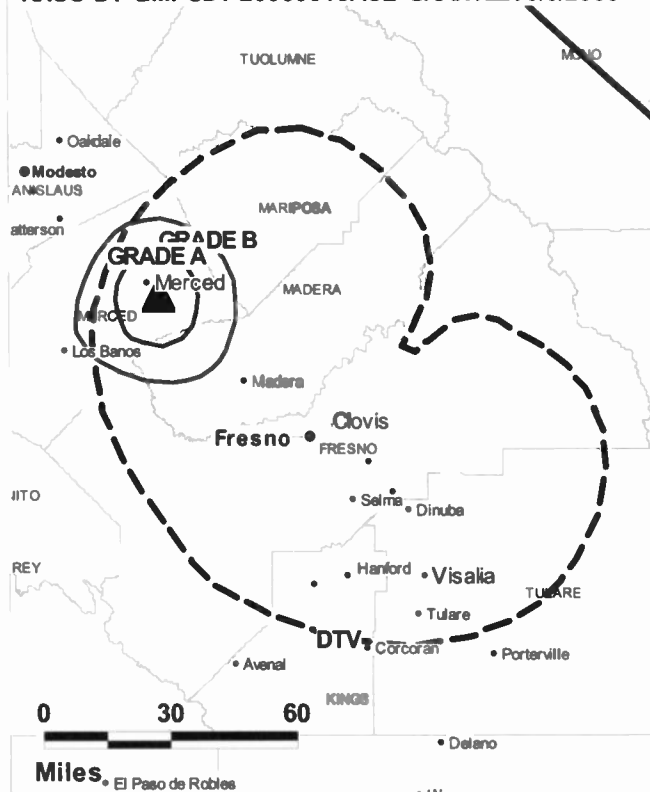 TUOLUMNE
MONO
Oakdale
Modesto
ANISLAUS
atterson
MARIPOSA
GRADE B
GRADE A
Merced
MADERA
MERCED
Los Banos
Madera
Clovis
Fresno
FRESNO
Selma
Dinuba
REY
Hanford
Visalia
TULARE
Tulare
DTV
Corcoran
Porterville
Avenal
KINGS
0 30 60
Delano
Miles
El Paso de Robles